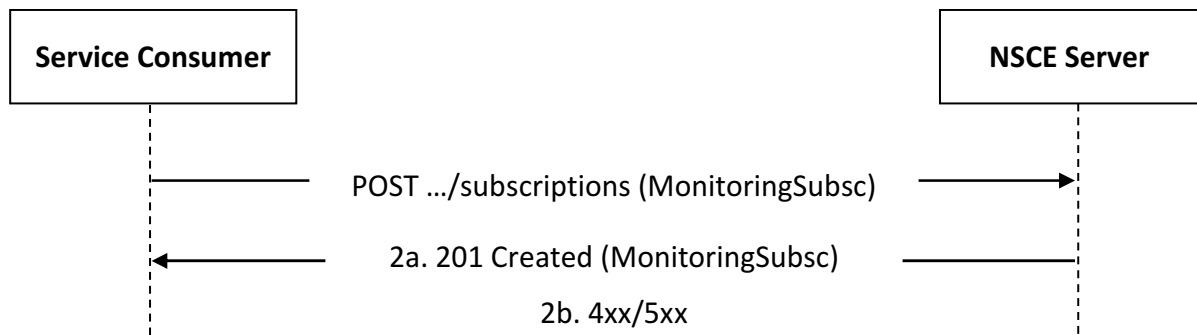 Service Consumer
NSCE Server
POST …/subscriptions (MonitoringSubsc)
2a. 201 Created (MonitoringSubsc)
2b. 4xx/5xx